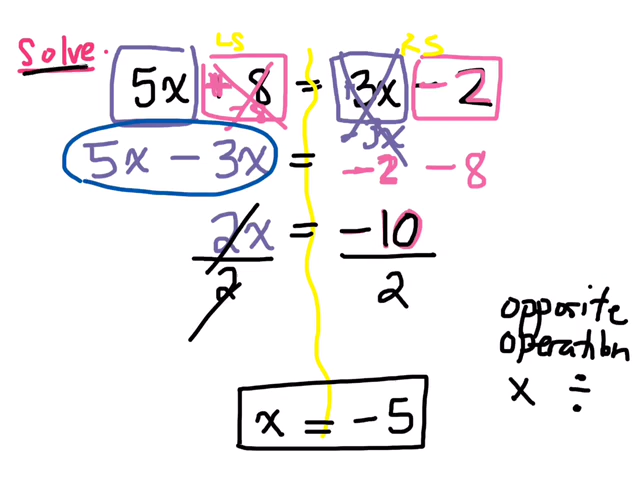 Solve.
LS RS
5x + 8 = 3x - 2
- 8 - 3x
5x - 3x = -2 - 8
2x = -10
2 2
x = -5
opposite
operation
x ÷